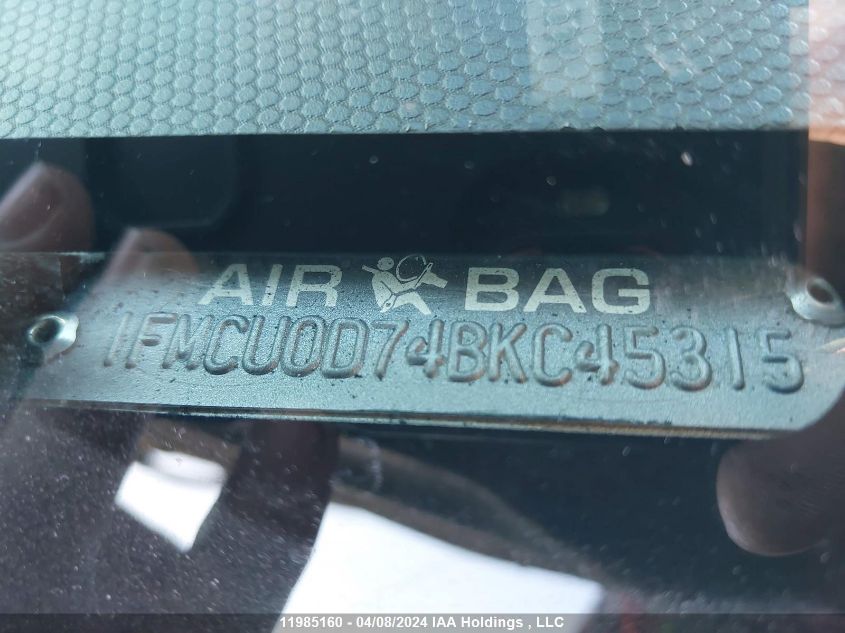 AIR BAG
1FMCU0D74BKC45315
11985160 - 04/08/2024 IAA Holdings , LLC